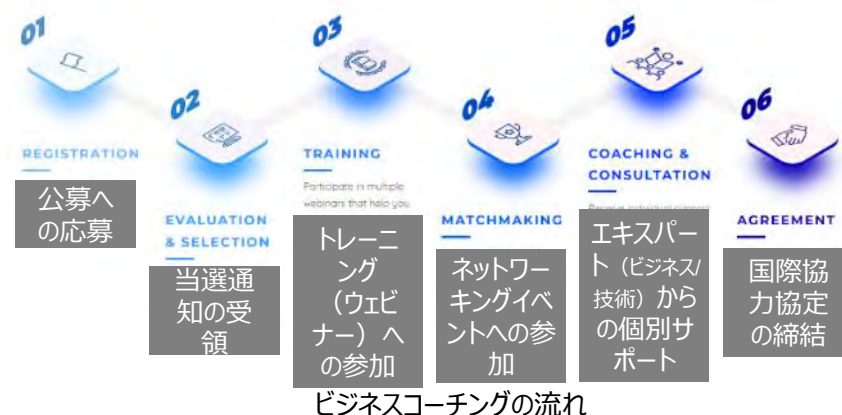 01
REGISTRATION
公募へ
の応募
02
EVALUATION
& SELECTION
当選通
知の受
領
03
TRAINING
Participate in multiple
webinars that help you
トレーニ
ング
（ウェビ
ナー）へ
の参加
04
MATCHMAKING
ネットワー
キングイベ
ントへの参
加
05
COACHING &
CONSULTATION
エキスパー
ト（ビジネス/
技術）から
の個別サ
ポート
06
AGREEMENT
国際協
力協定
の締結
ビジネスコーチングの流れ